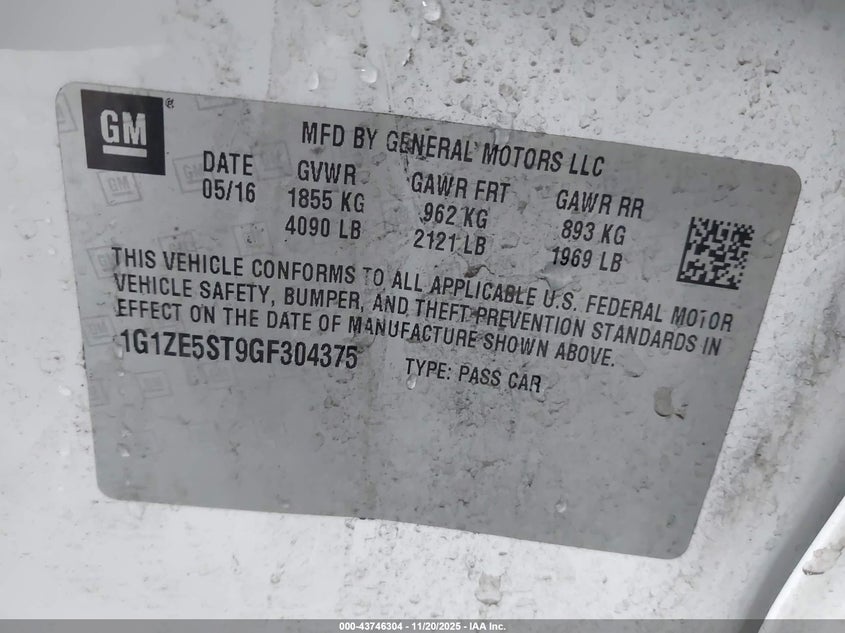 GM®
MFD BY GENERAL MOTORS LLC
DATE GVWR GAWR FRT GAWR RR
05/16 1855 KG 962 KG 893 KG
4090 LB 2121 LB 1969 LB
THIS VEHICLE CONFORMS TO ALL APPLICABLE U.S. FEDERAL MOTOR
VEHICLE SAFETY, BUMPER, AND THEFT PREVENTION STANDARDS IN
EFFECT ON THE DATE OF MANUFACTURE SHOWN ABOVE.
1G1ZE5ST9GF304375 TYPE: PASS CAR
000-43746304 - 11/20/2025 - IAA Inc.